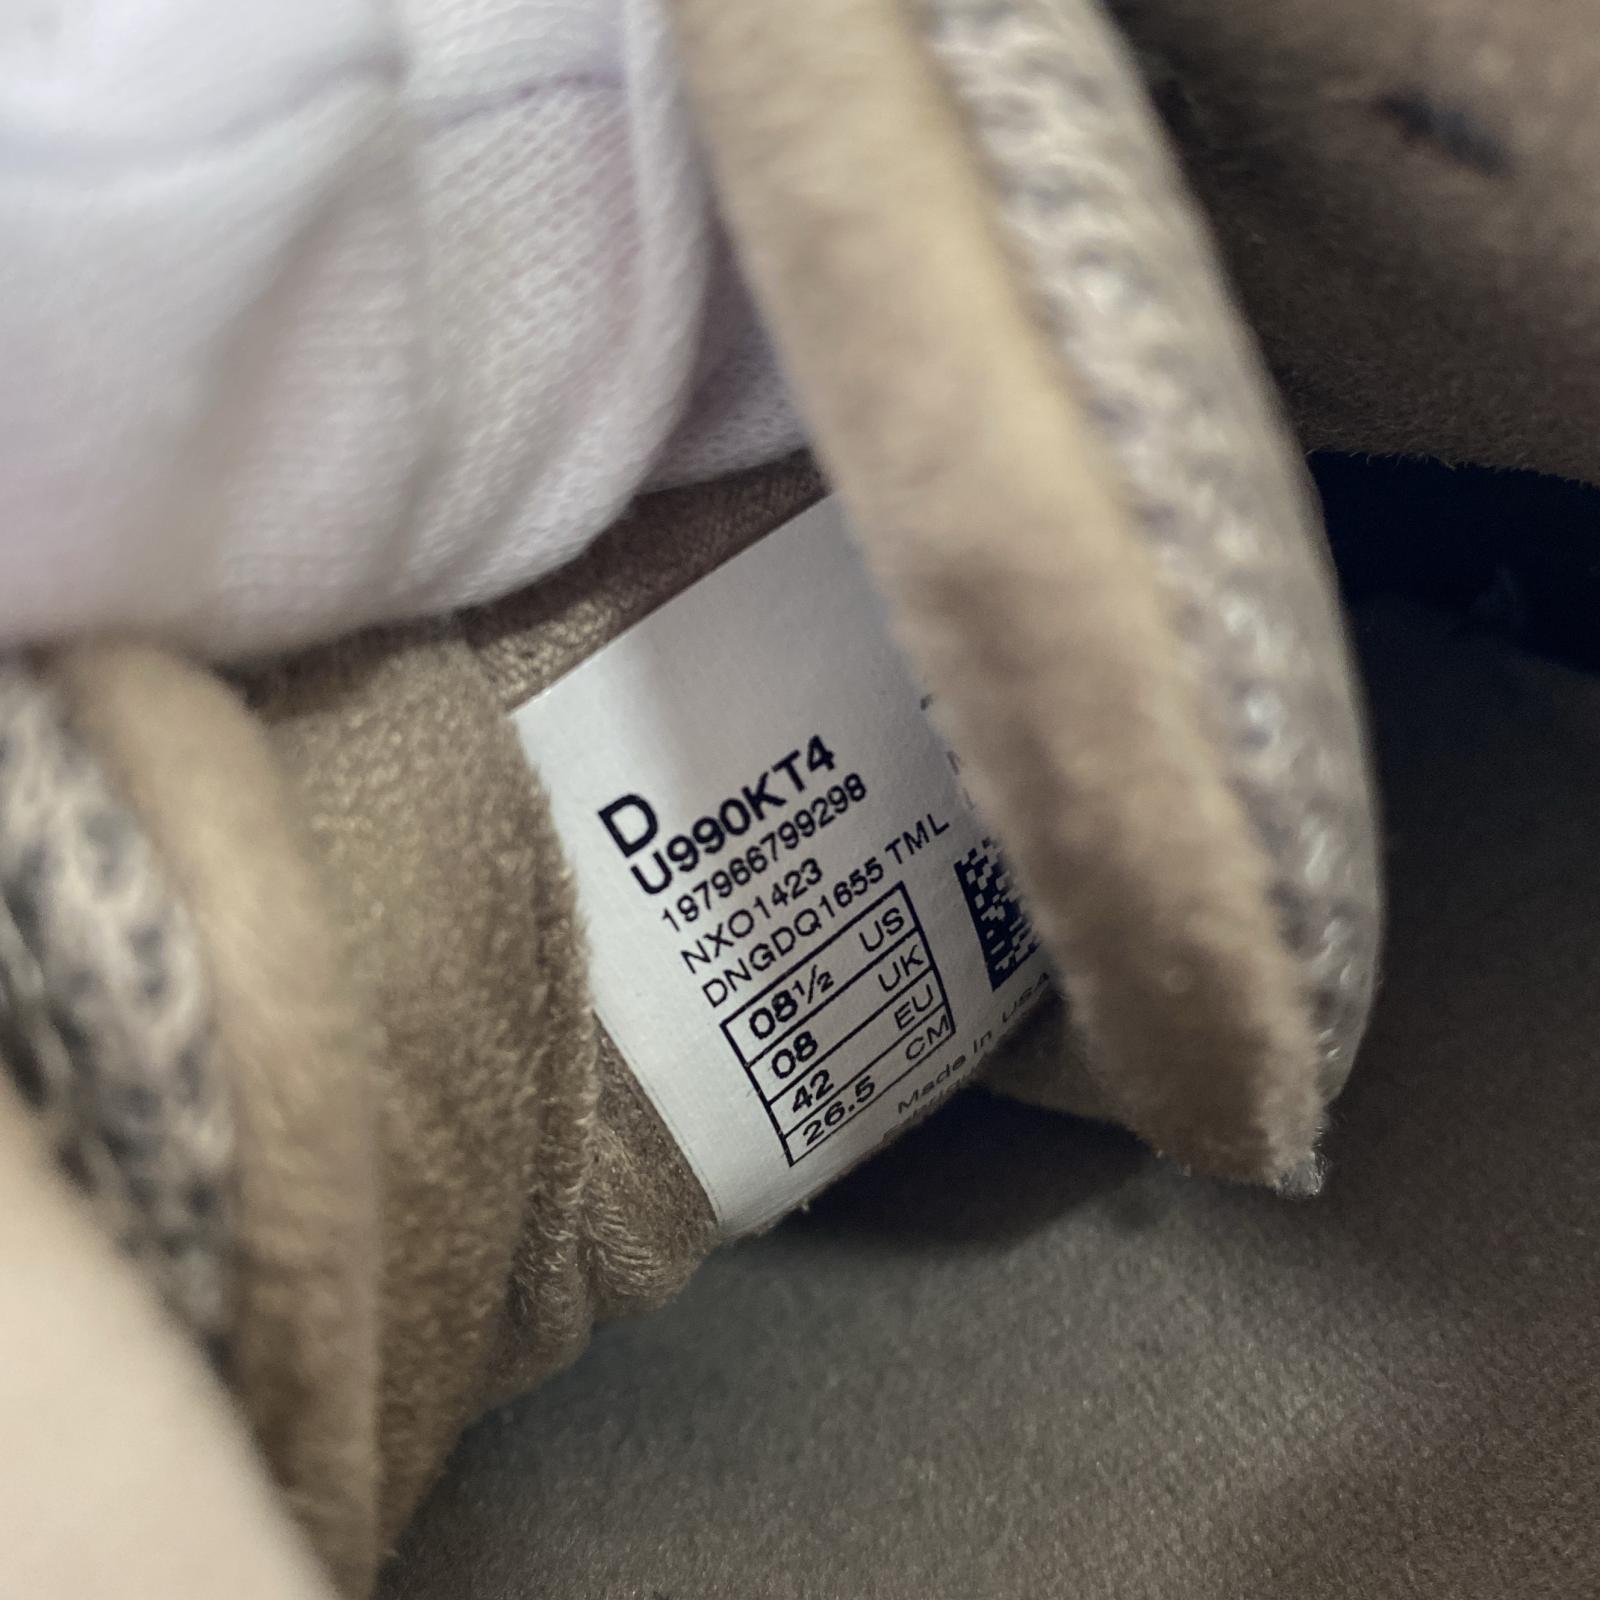 D
U990KT4
197966799298
NXO1423
DNGDQ1655 TML
08½ US
08 UK
42 EU
26.5 CM
Made in USA